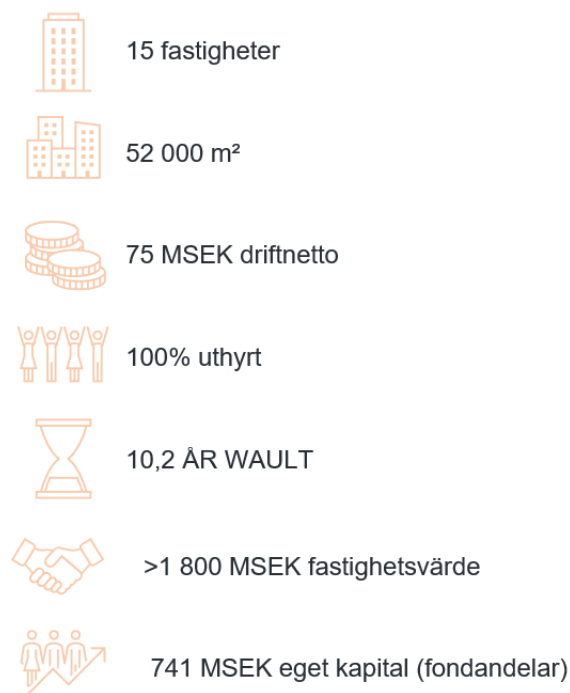 15 fastigheter
52 000 m²
75 MSEK driftnetto
100% uthyrt
10,2 ÅR WAULT
>1 800 MSEK fastighetsvärde
741 MSEK eget kapital (fondandelar)